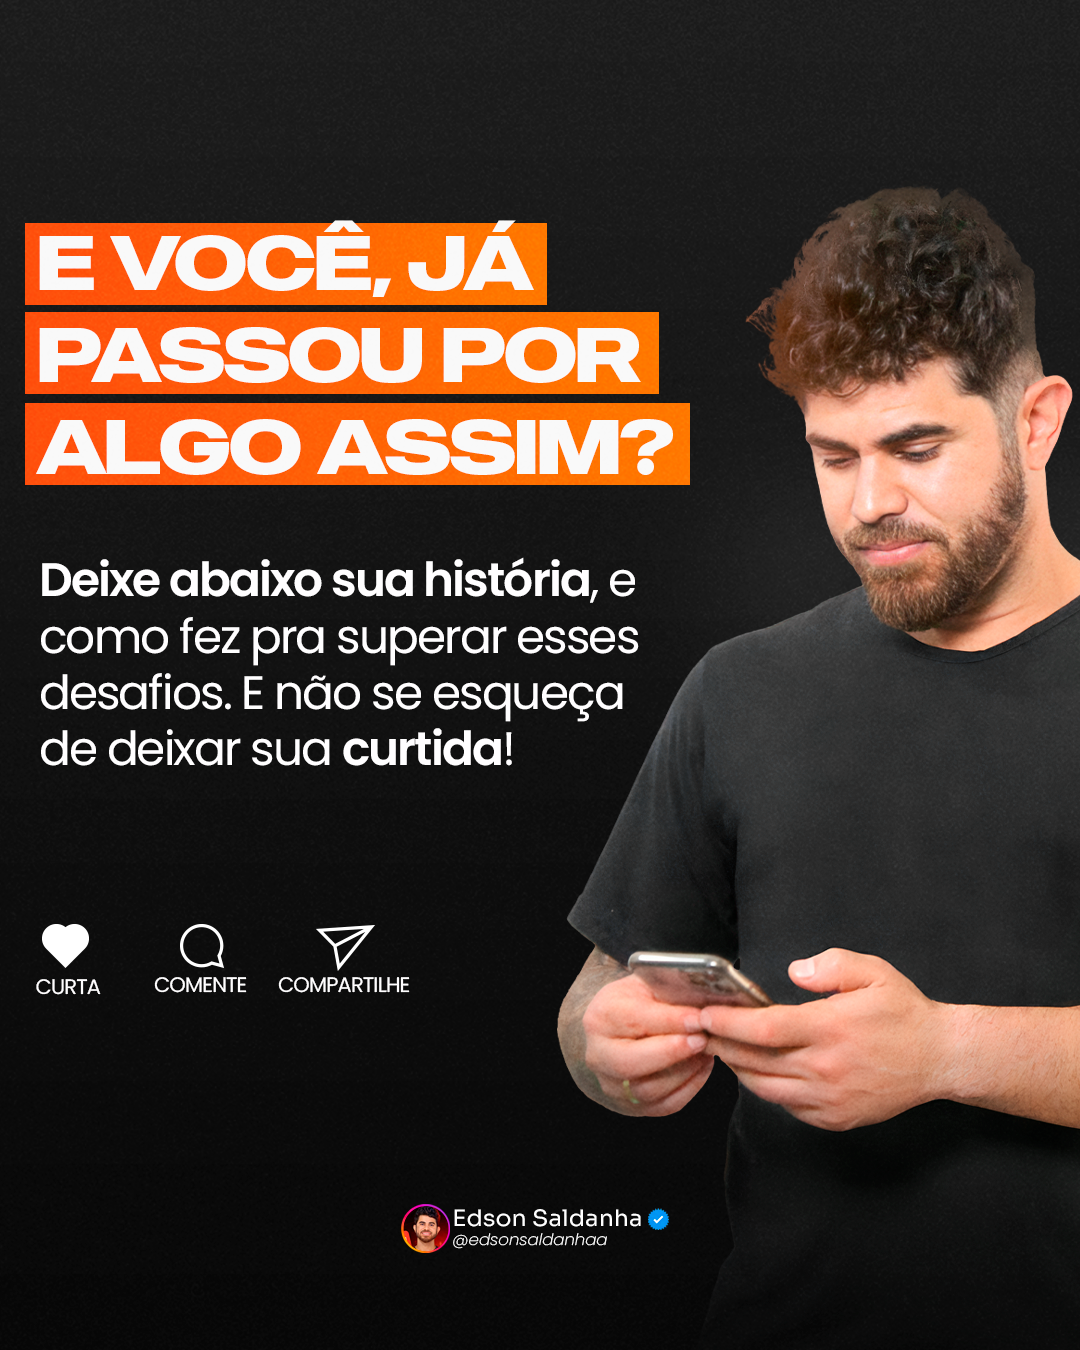 E VOCÊ, JÁ
PASSOU POR
ALGO ASSIM?
Deixe abaixo sua história, e
como fez pra superar esses
desafios. E não se esqueça
de deixar sua curtida!
CURTA
COMENTE
COMPARTILHE
Edson Saldanha
@edsonsaldanhaa